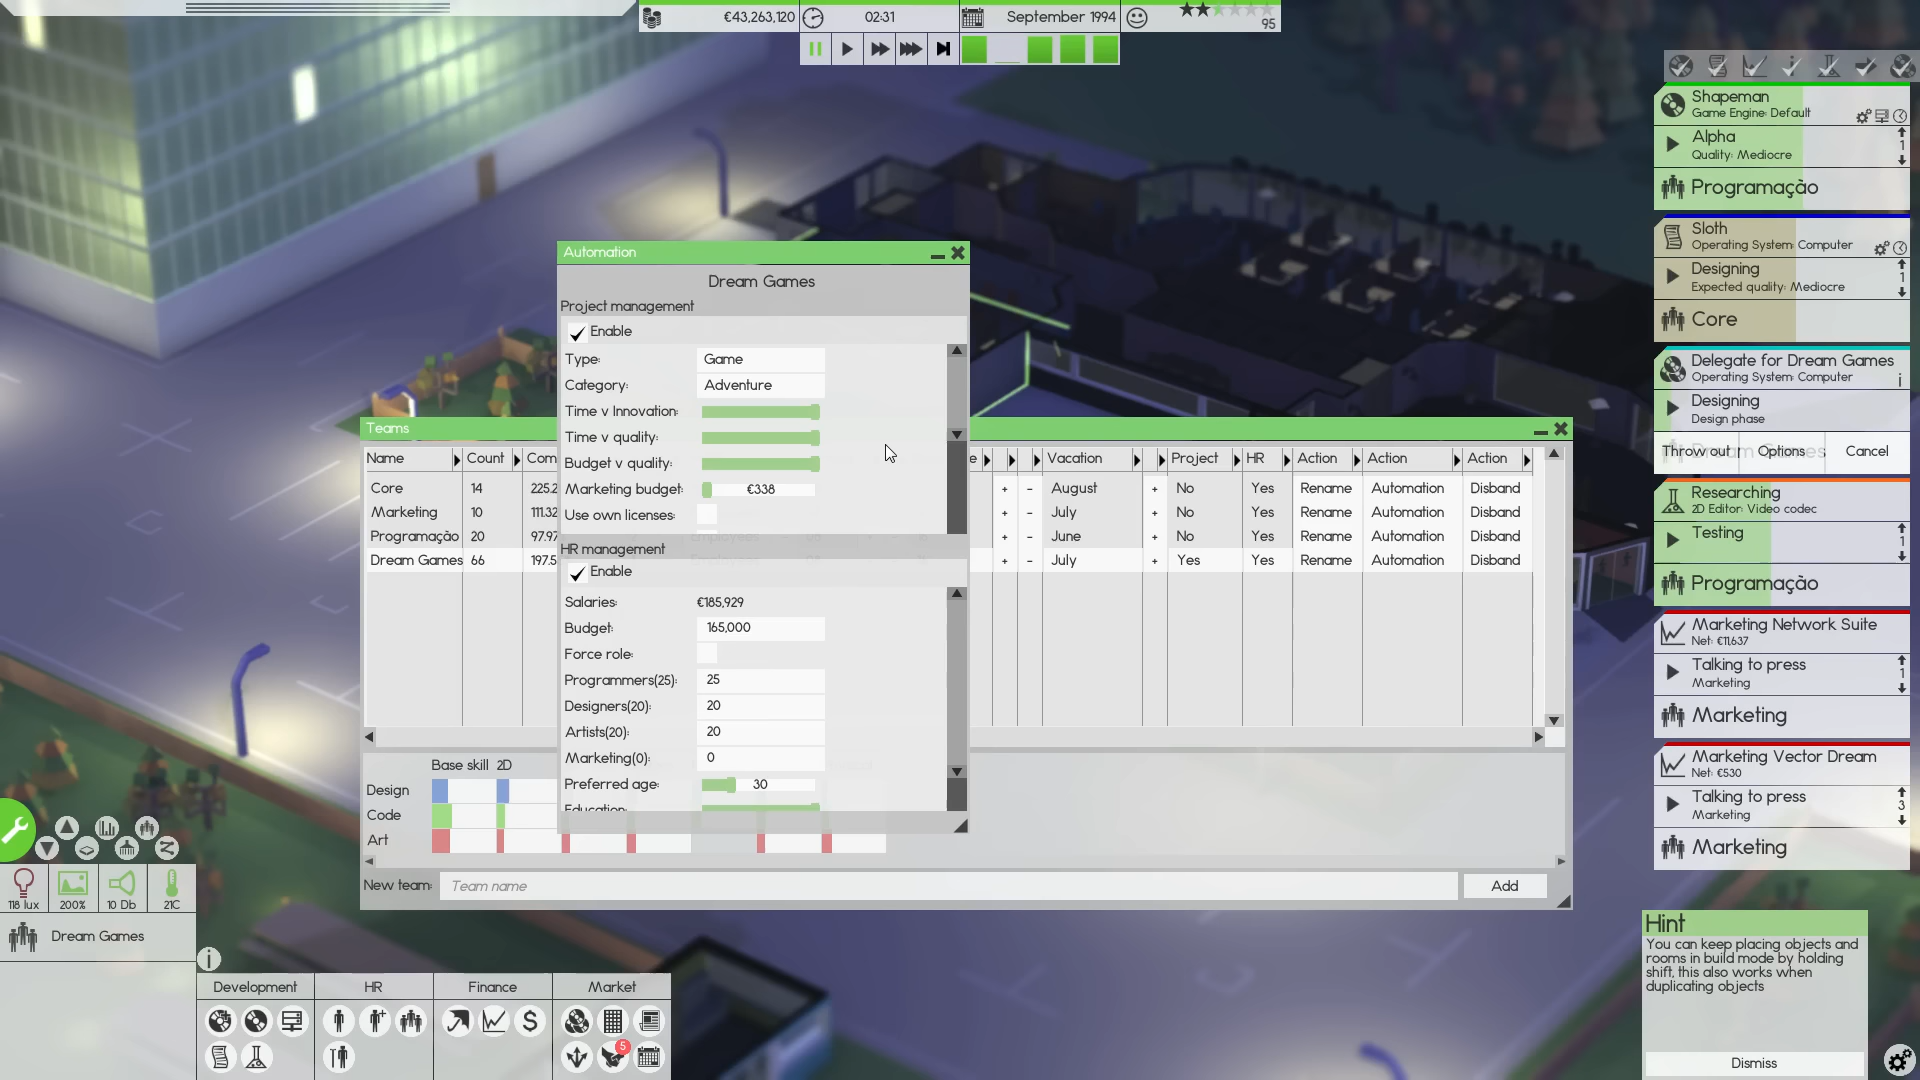 €43,263,120
02:31
September 1994
95
Shapeman
Game Engine: Default
Alpha
Quality: Mediocre
1
Programação
Sloth
Operating System: Computer
Designing
Expected quality: Mediocre
1
Core
Delegate for Dream Games
Operating System: Computer
Designing
Design phase
Throw out Options Cancel
Researching
2D Editor: Video codec
Testing
1
Programação
Marketing Network Suite
Net: €11,637
Talking to press
Marketing
1
Marketing
Marketing Vector Dream
Net: €530
Talking to press
Marketing
3
Marketing
Automation
Dream Games
Project management
Enable
Type: Game
Category: Adventure
Time v Innovation:
Time v quality:
Budget v quality:
Marketing budget: €338
Use own licenses:
HR management
Enable
Salaries: €185,929
Budget: 165,000
Force role:
Programmers(25): 25
Designers(20): 20
Artists(20): 20
Marketing(0): 0
Preferred age: 30
Education:
Teams
Name Count Com e Vacation Project HR Action Action Action
Core 14 225.2 + - August + No Yes Rename Automation Disband
Marketing 10 111.32 + - July + No Yes Rename Automation Disband
Programação 20 97.97 + - June + No Yes Rename Automation Disband
Dream Games 66 197.5 + - July + Yes Yes Rename Automation Disband
Base skill 2D
Design
Code
Art
New team: Team name Add
118 lux 200% 10 Db 21C
Dream Games
Development HR Finance Market
5
Hint
You can keep placing objects and
rooms in build mode by holding
shift, this also works when
duplicating objects
Dismiss